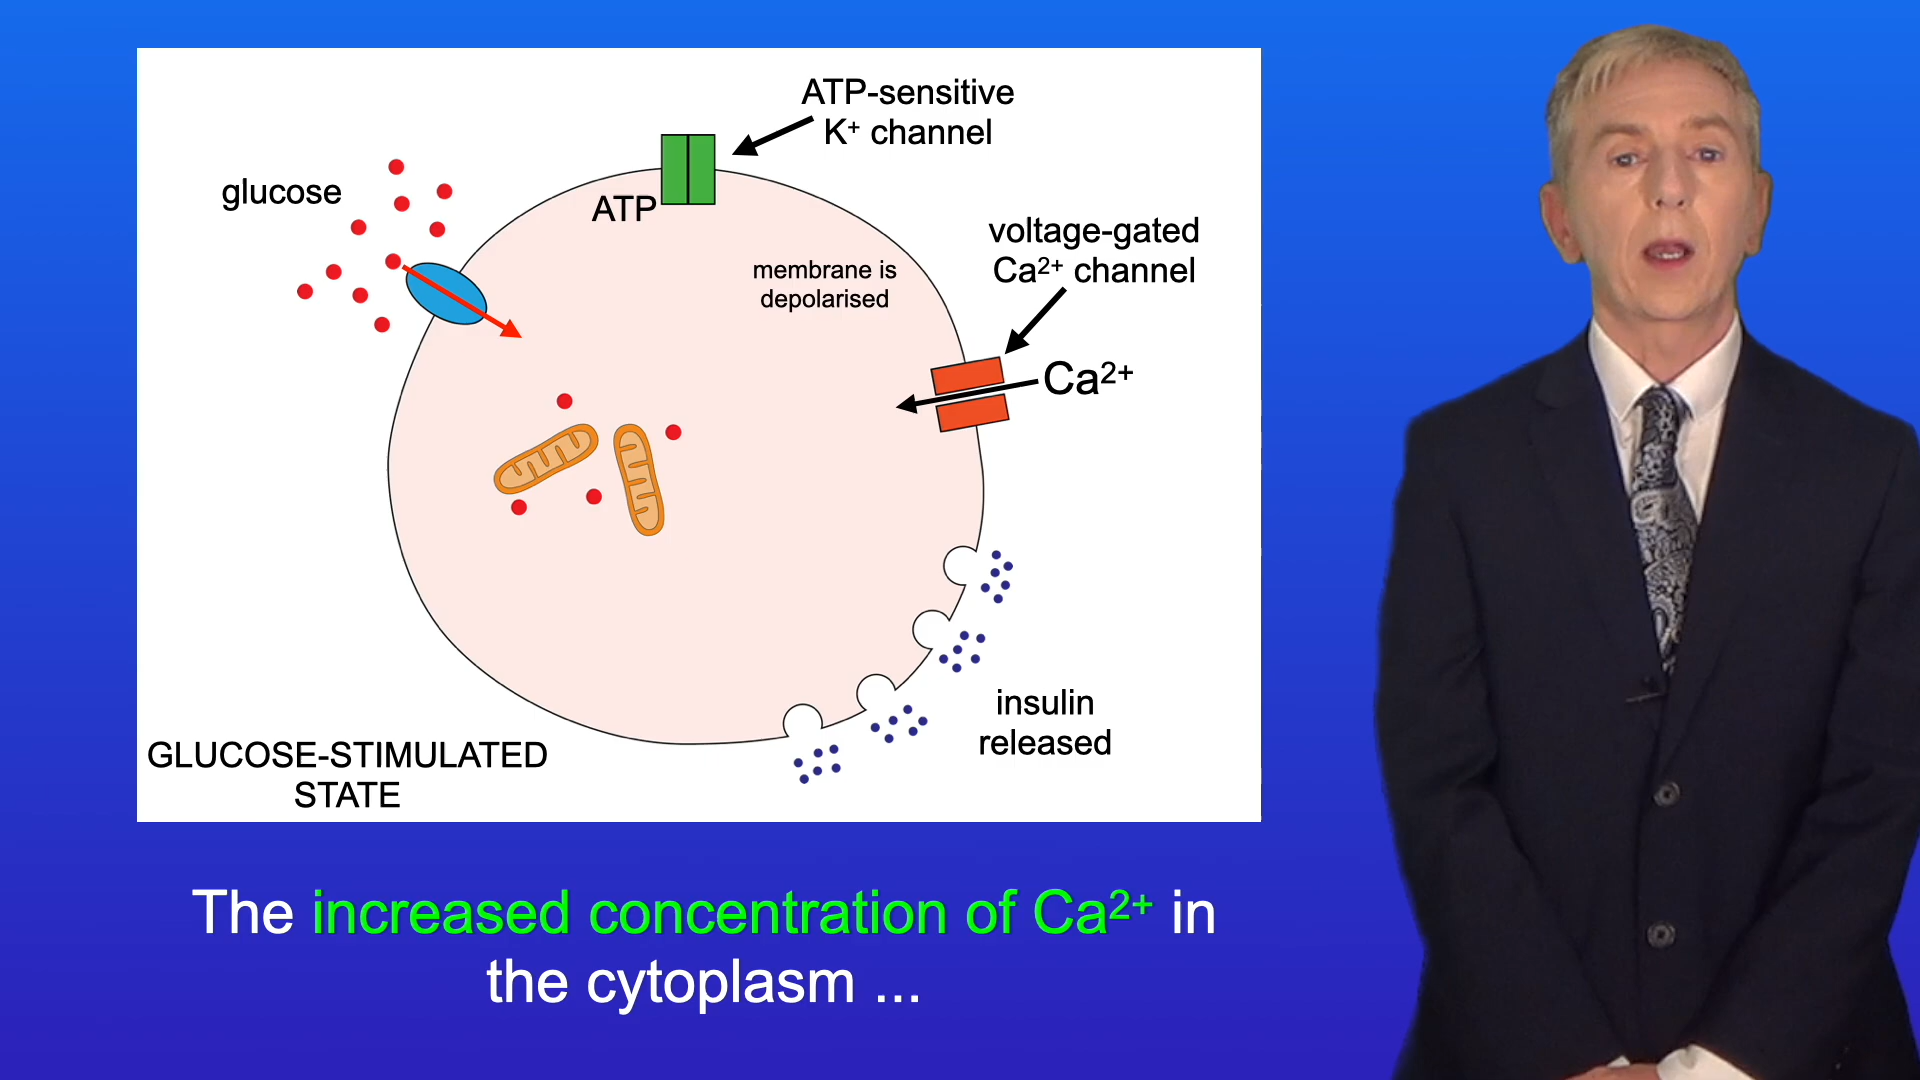 ATP-sensitive
K⁺ channel
glucose
ATP
voltage-gated
Ca²⁺ channel
membrane is
depolarised
Ca²⁺
insulin
released
GLUCOSE-STIMULATED
STATE
The increased concentration of Ca²⁺ in
the cytoplasm ...